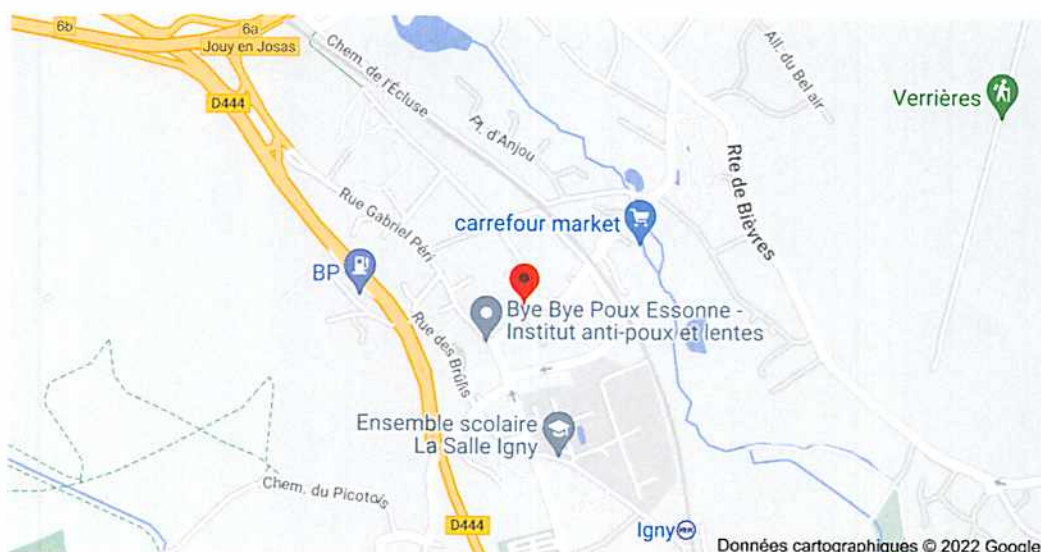 6b
6a
Jouy en Josas
D444
Chem. de l'Écluse
Pl. d'Anjou
All. du Bel air
Verrières
Rte de Bièvres
Rue Gabriel Péri
carrefour market
BP
Bye Bye Poux Essonne -
Institut anti-poux et lentes
Rue des Brûlis
Ensemble scolaire
La Salle Igny
Chem. du Picotois
D444
Igny
Données cartographiques © 2022 Google